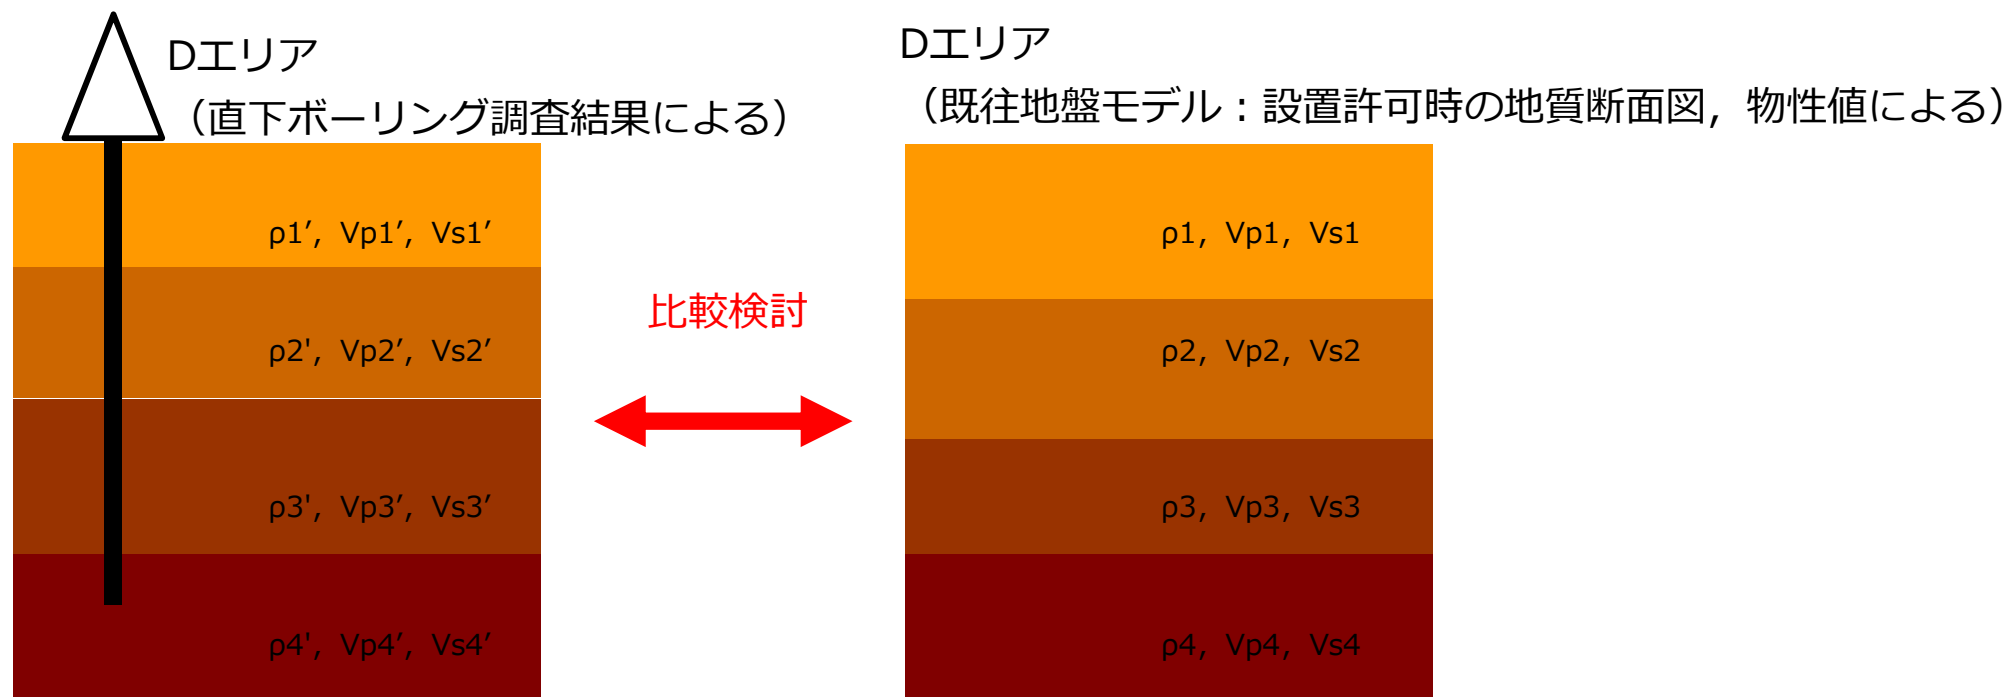 Dエリア
（直下ボーリング調査結果による）
ρ1′, Vp1′, Vs1′
ρ2', Vp2′, Vs2′
ρ3', Vp3′, Vs3′
ρ4', Vp4′, Vs4′
比較検討
Dエリア
（既往地盤モデル：設置許可時の地質断面図，物性値による）
ρ1, Vp1, Vs1
ρ2, Vp2, Vs2
ρ3, Vp3, Vs3
ρ4, Vp4, Vs4